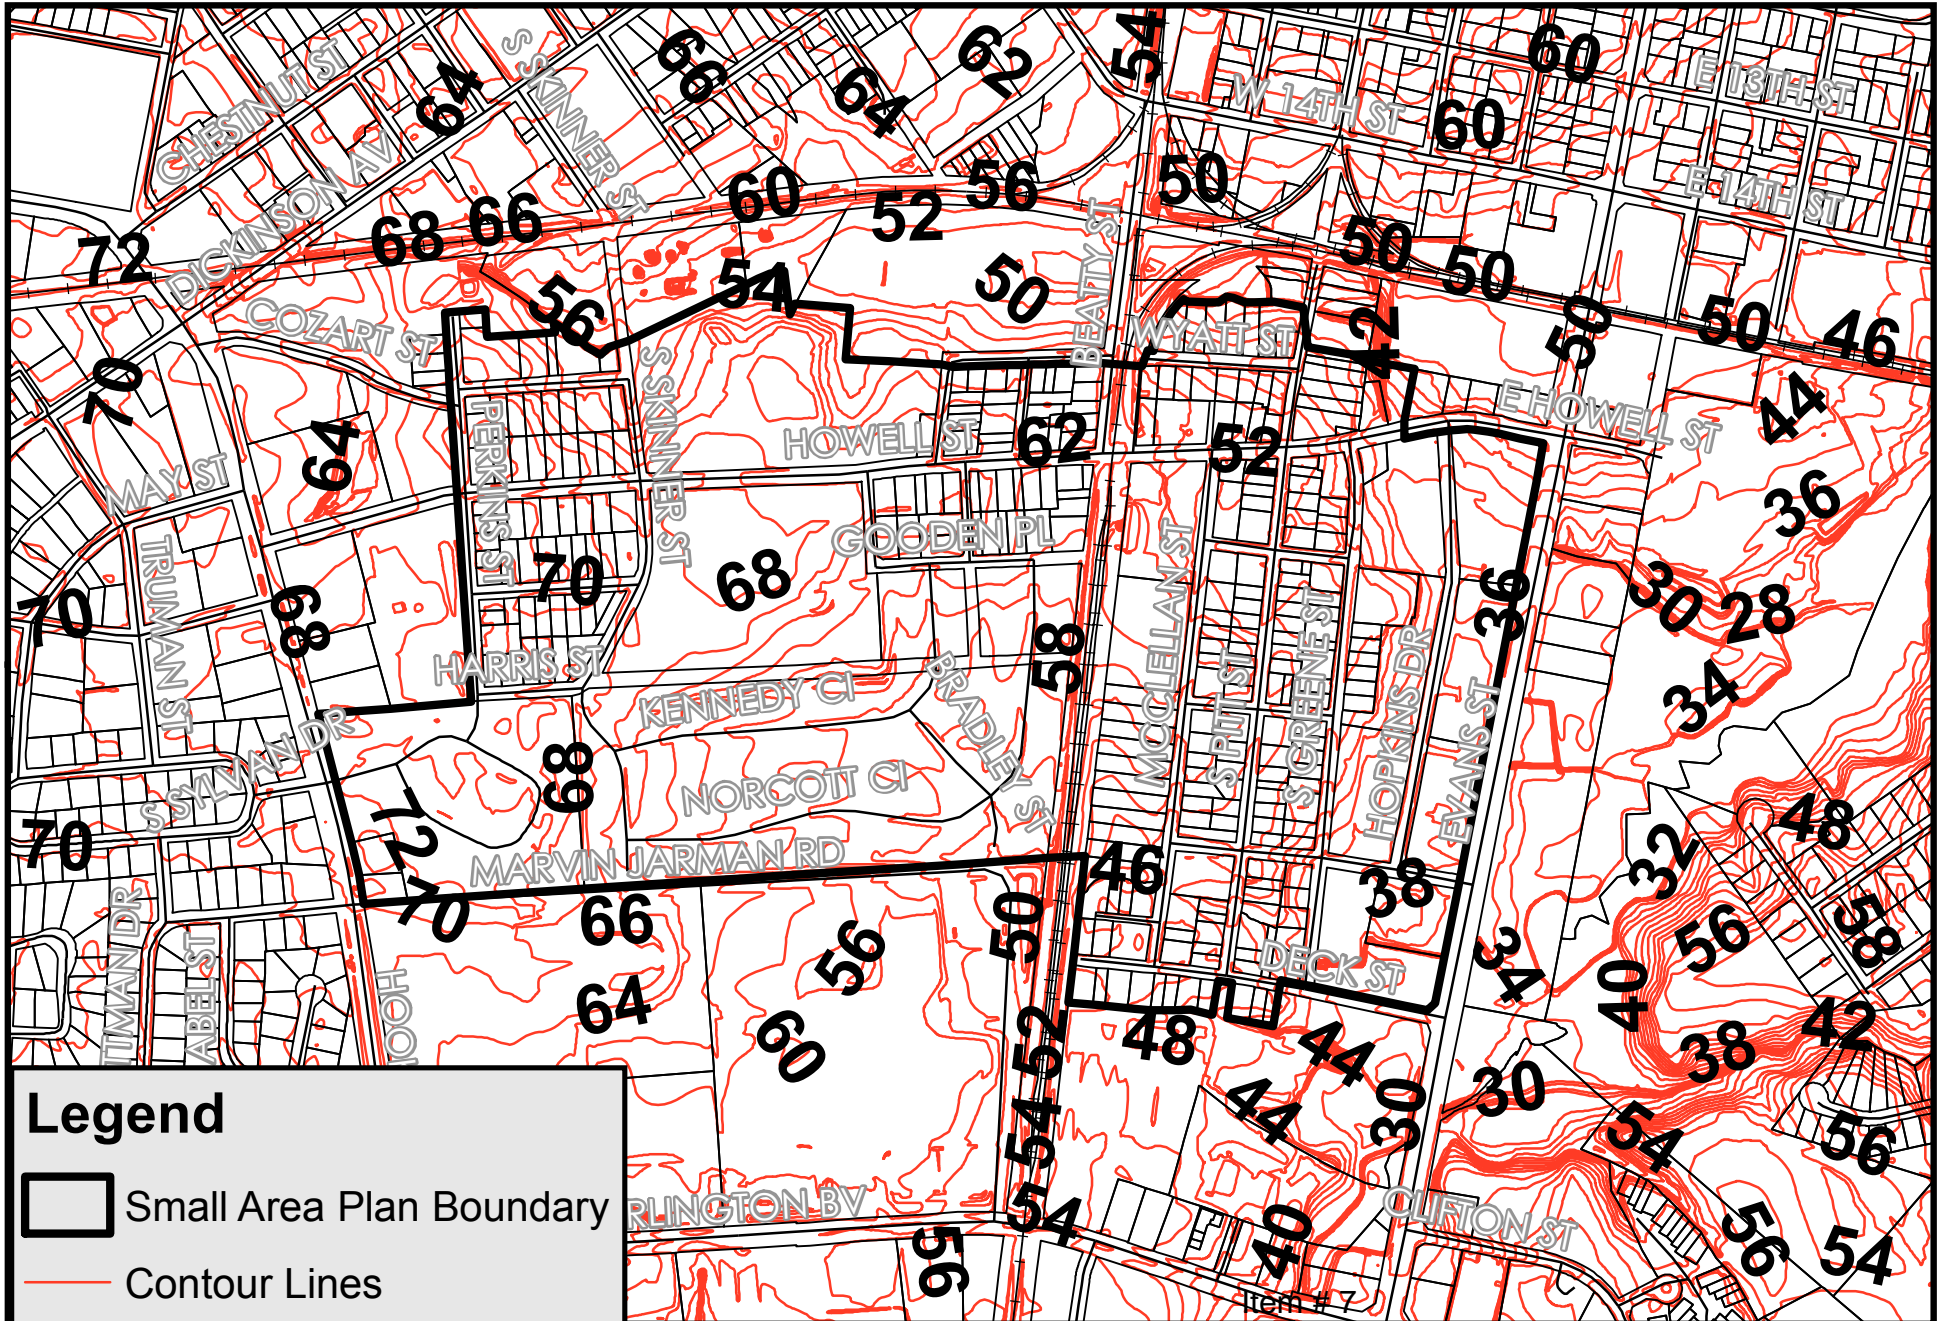 54
S SKINNER ST
66
62
60
CHESTNUT ST
64
64
E 13TH ST
W 14TH ST
60
DICKINSON AV
50
56
60
52
E 14TH ST
66
68
72
BEATTY ST
50
50
COZART ST
56
54
50
50
50
46
WYATT ST
42
70
S SKINNER ST
44
PERKINS ST
HOWELL ST
62
52
E HOWELL ST
64
MAY ST
36
GOODEN PL
TRUMAN ST
70
68
MCCLELLAN ST
36
30
28
70
68
58
S PITT ST
S GREENE ST
HOPKINS DR
HARRIS ST
KENNEDY CI
BRADLEY ST
34
EVANS ST
S SYLVAN DR
68
NORCOTT CI
72
48
70
MARVIN JARMAN RD
46
38
32
70
66
50
56
56
58
DECK ST
34
40
ABEL ST
HOOK
64
60
52
48
44
38
42
Legend
44
30
30
54
54
56
Small Area Plan Boundary
RLINGTON BV
54
CLIFTON ST
40
56
56
54
Contour Lines
Item # 7